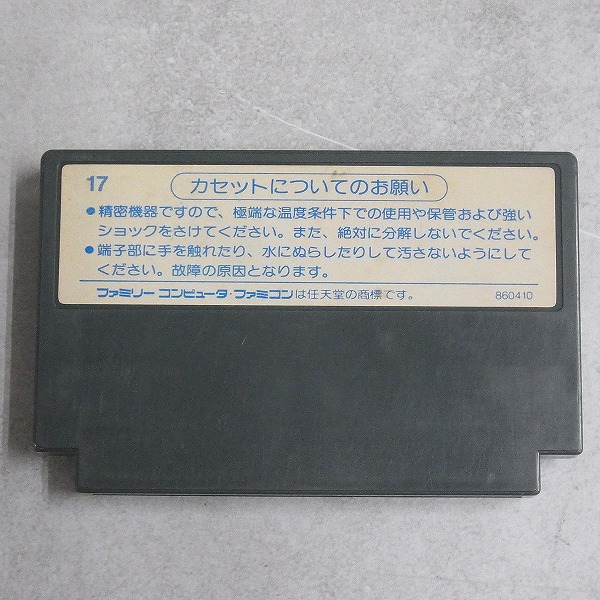 17
カセットについてのお願い
●精密機器ですので、極端な温度条件下での使用や保管および強い
ショックをさけてください。また、絶対に分解しないでください。
●端子部に手を触れたり、水にぬらしたりして汚さないようにして
ください。故障の原因となります。
ファミリーコンピュータ・ファミコンは任天堂の商標です。
860410